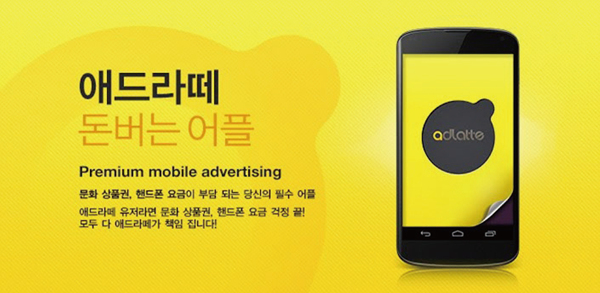 애드라떼
돈버는 어플
Premium mobile advertising
문화 상품권, 핸드폰 요금이 부담 되는 당신의 필수 어플
애드라떼 유저라면 문화 상품권, 핸드폰 요금 걱정 끝!
모두 다 애드라떼가 책임 집니다!
adlatte